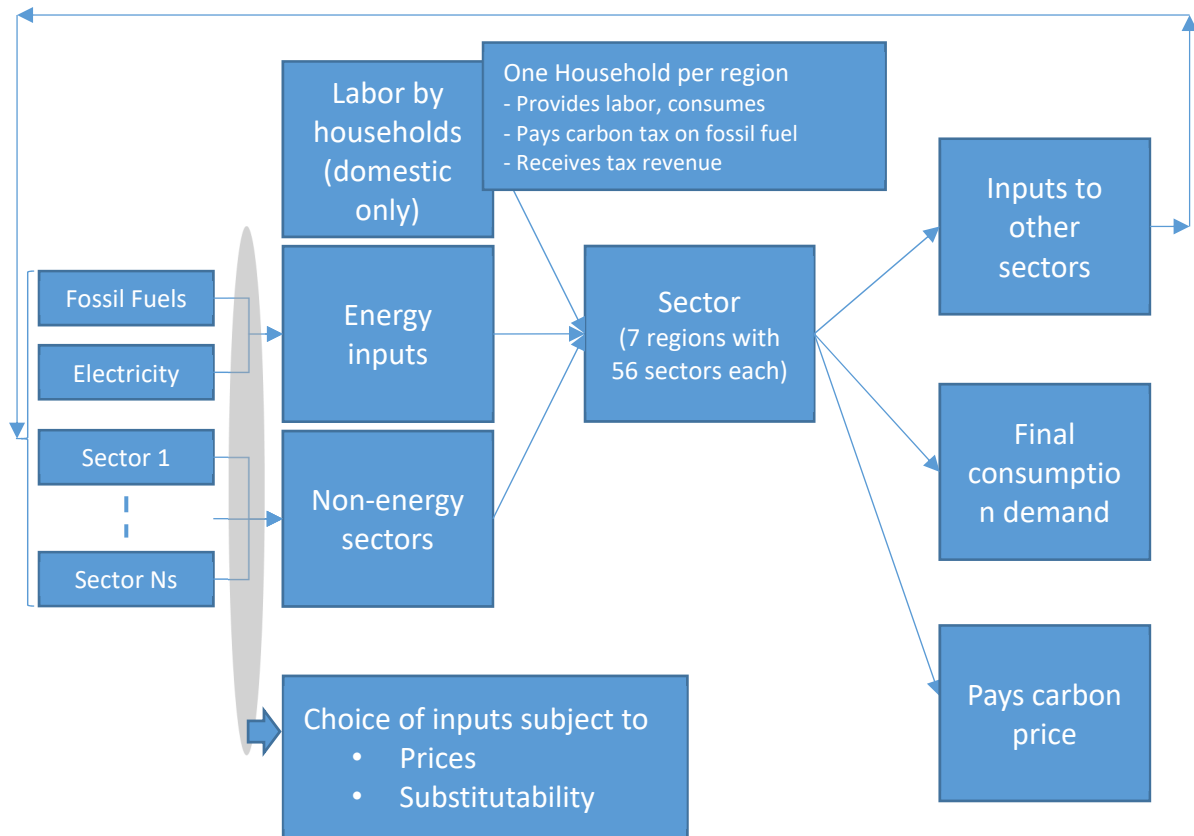 Labor by
households
(domestic
only)
One Household per region
- Provides labor, consumes
- Pays carbon tax on fossil fuel
- Receives tax revenue
Fossil Fuels
Electricity
Sector 1
Sector Ns
Energy
inputs
Non-energy
sectors
Sector
(7 regions with
56 sectors each)
Inputs to
other
sectors
Final
consumptio
n demand
Pays carbon
price
Choice of inputs subject to
• Prices
• Substitutability